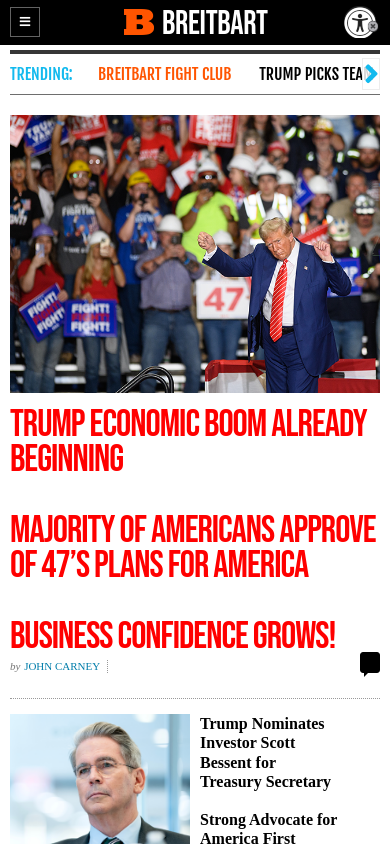 BREITBART
TRENDING:
BREITBART FIGHT CLUB
TRUMP PICKS TEA
FIGHT!
FIGHT!
FIGHT!
47
TRUMP ECONOMIC BOOM ALREADY
BEGINNING
MAJORITY OF AMERICANS APPROVE
OF 47'S PLANS FOR AMERICA
BUSINESS CONFIDENCE GROWS!
by JOHN CARNEY
Trump Nominates
Investor Scott
Bessent for
Treasury Secretary
Strong Advocate for
America First